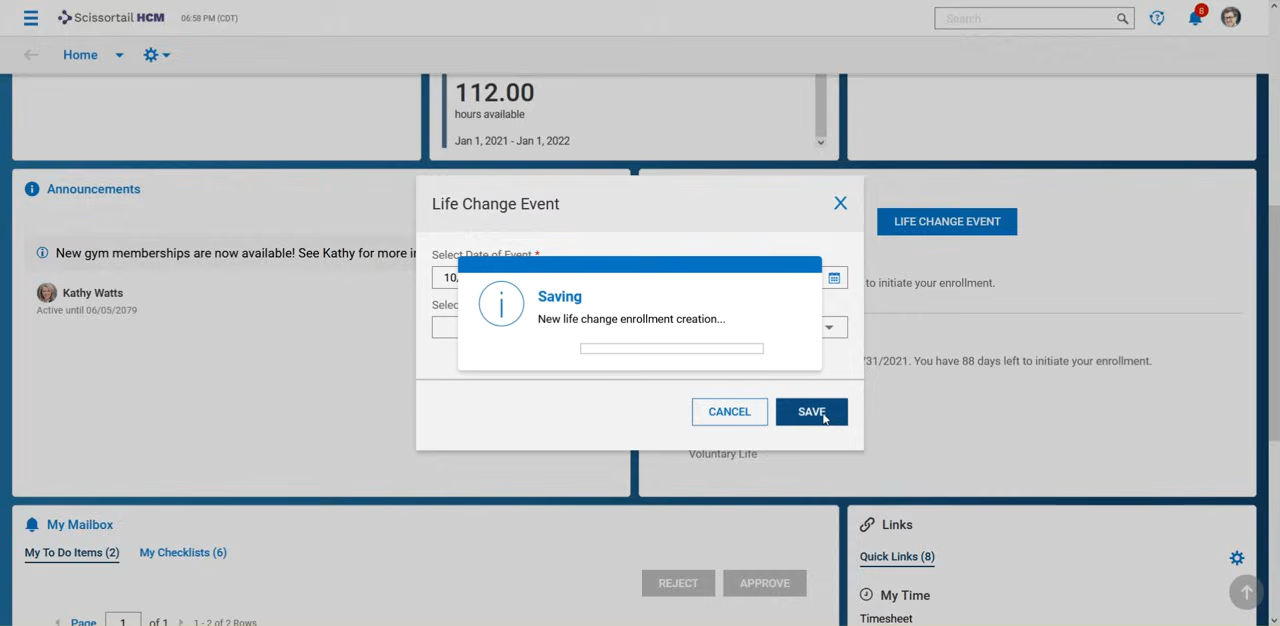 Scissortail HCM
06:58 PM (CDT)
Search
8
Home
112.00
hours available
Jan 1, 2021 - Jan 1, 2022
Announcements
New gym memberships are now available! See Kathy for more
Kathy Watts
Active until 06/05/2079
LIFE CHANGE EVENT
to initiate your enrollment.
31/2021. You have 88 days left to initiate your enrollment.
Voluntary Life
Life Change Event
X
Select Date of Event *
10
Saving
New life change enrollment creation...
CANCEL
SAVE
My Mailbox
My To Do Items (2)
My Checklists (6)
REJECT
APPROVE
Page 1 of 1 1 - 2 of 2 Rows
Links
Quick Links (8)
My Time
Timesheet